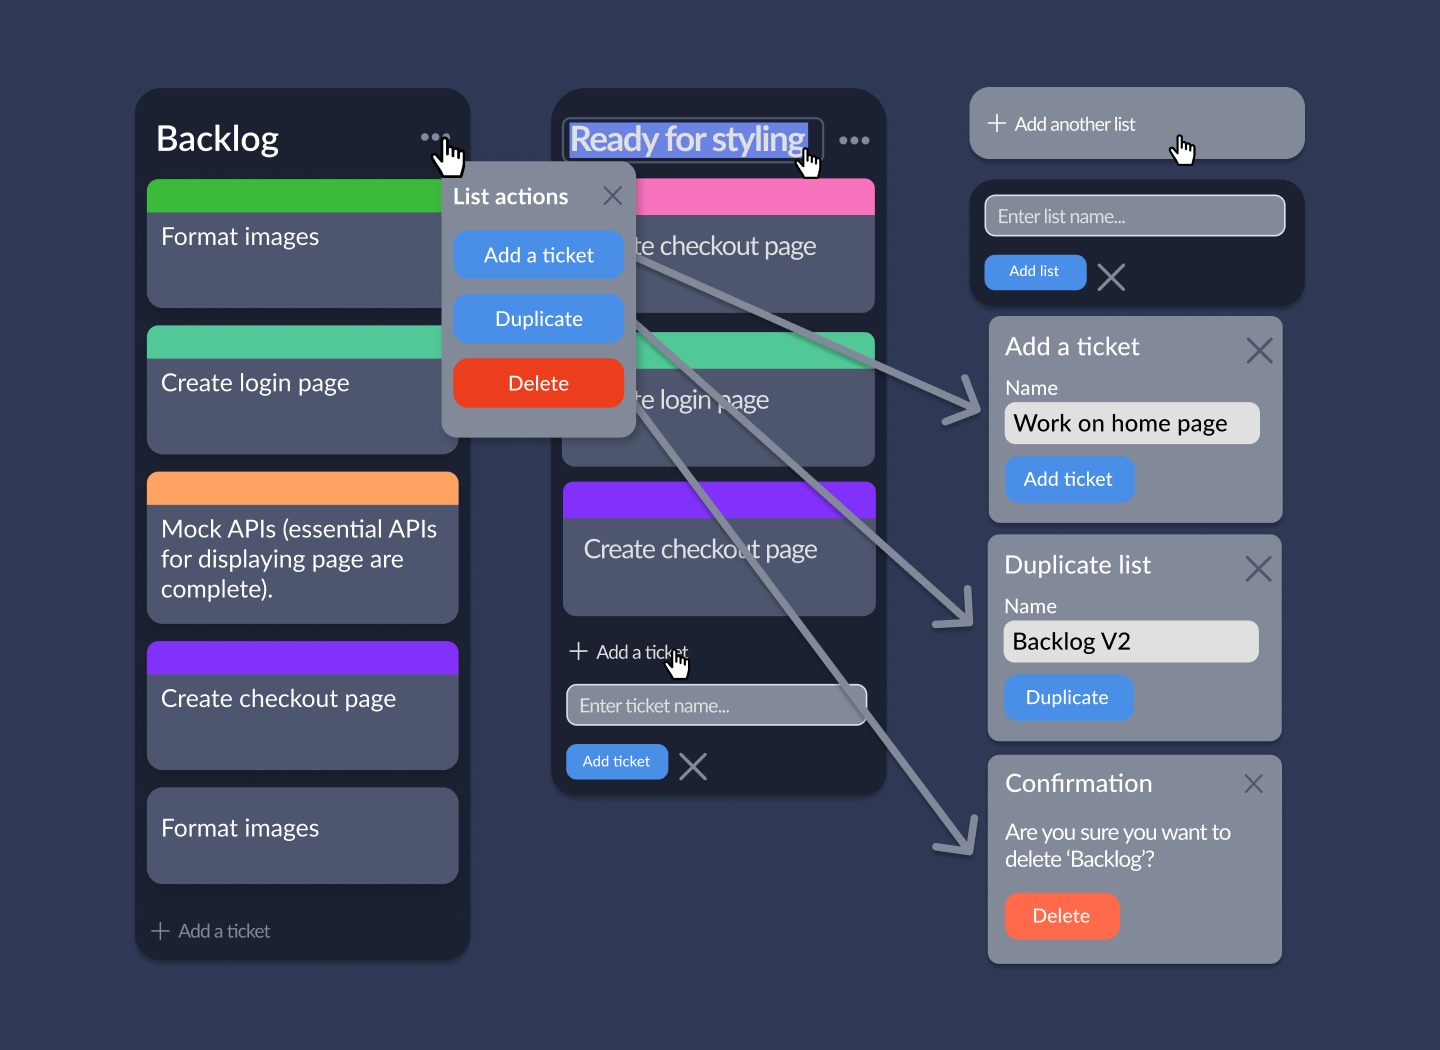 Backlog
Format images
Create login page
Mock APIs (essential APIs
for displaying page are
complete).
Create checkout page
Format images
Add a ticket
List actions
Add a ticket
Duplicate
Delete
Ready for styling
te checkout page
te login page
Create checkout page
Add a ticket
Enter ticket name...
Add ticket
Add another list
Enter list name...
Add list
Add a ticket
Name
Work on home page
Add ticket
Duplicate list
Name
Backlog V2
Duplicate
Confirmation
Are you sure you want to
delete ‘Backlog’?
Delete